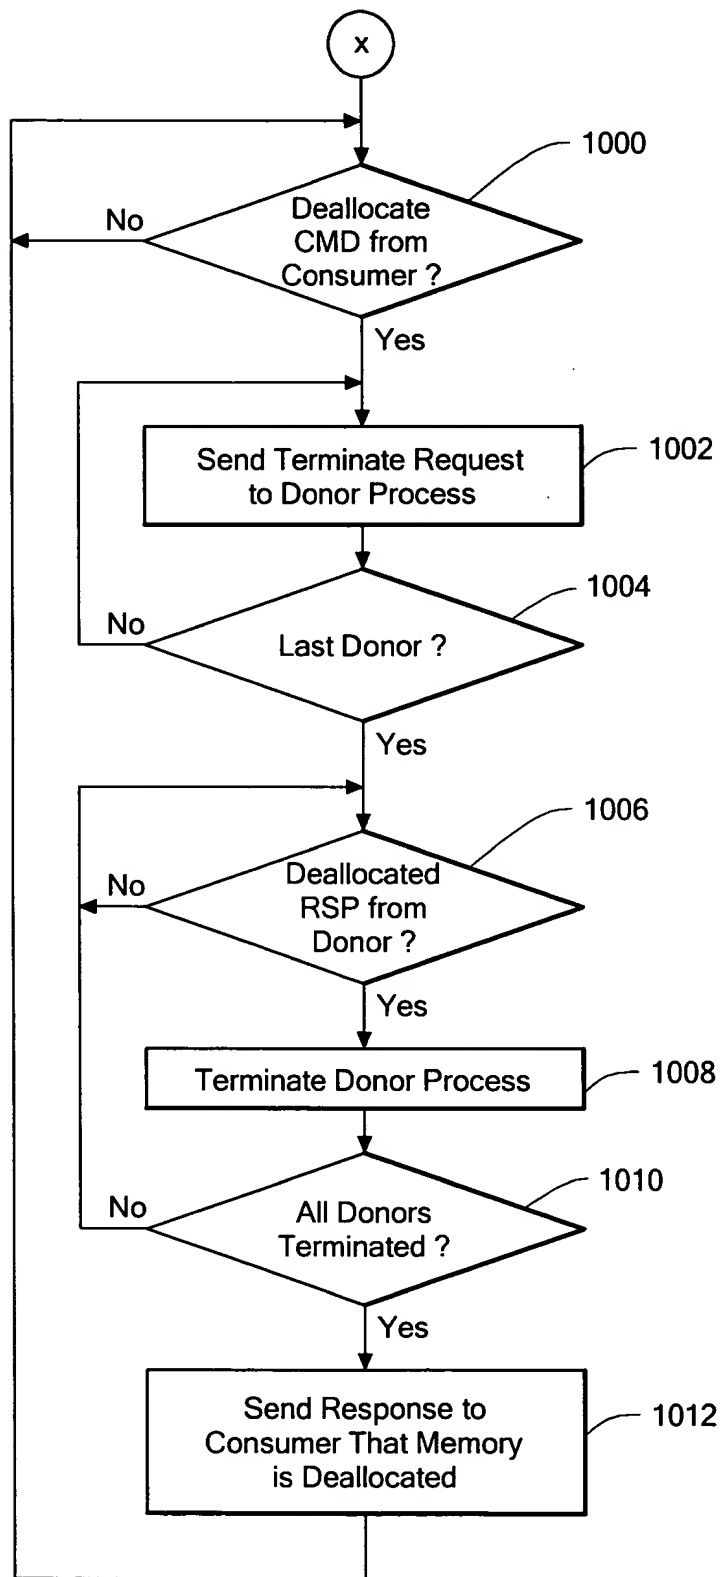 x
1000
Deallocate
CMD from
Consumer ?
No
Yes
Send Terminate Request
to Donor Process
1002
1004
Last Donor ?
No
Yes
1006
Deallocated
RSP from
Donor ?
No
Yes
Terminate Donor Process
1008
1010
All Donors
Terminated ?
No
Yes
Send Response to
Consumer That Memory
is Deallocated
1012